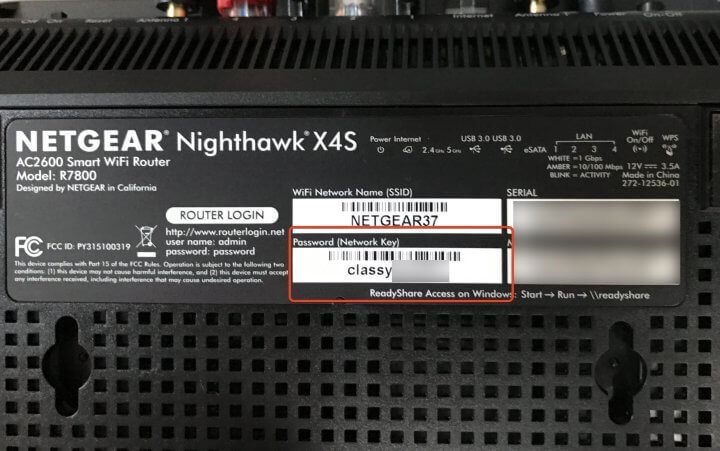 Internet
NETGEAR® Nighthawk® X4S
AC2600 Smart WiFi Router
Model: R7800
Designed by NETGEAR in California
Power Internet
2.4 GHz 5 GHz
USB 3.0 USB 3.0
eSATA
LAN
1 2 3 4
WiFi
On/Off
WPS
WHITE = 1 Gbps
AMBER = 10/100 Mbps
BLINK = ACTIVITY
12V 3.5A
Made in China
272-12536-01
ROUTER LOGIN
http://www.routerlogin.net
user name: admin
password: password
WiFi Network Name (SSID)
NETGEAR37
SERIAL
Password (Network Key)
classy
FC FCC ID: PY315100319
This device complies with Part 15 of the FCC Rules. Operation is subject to the following two
conditions: (1) this device may not cause harmful interference, and (2) this device must accept
any interference received, including interference that may cause undesired operation.
ReadyShare Access on Windows: Start → Run → \\readyshare